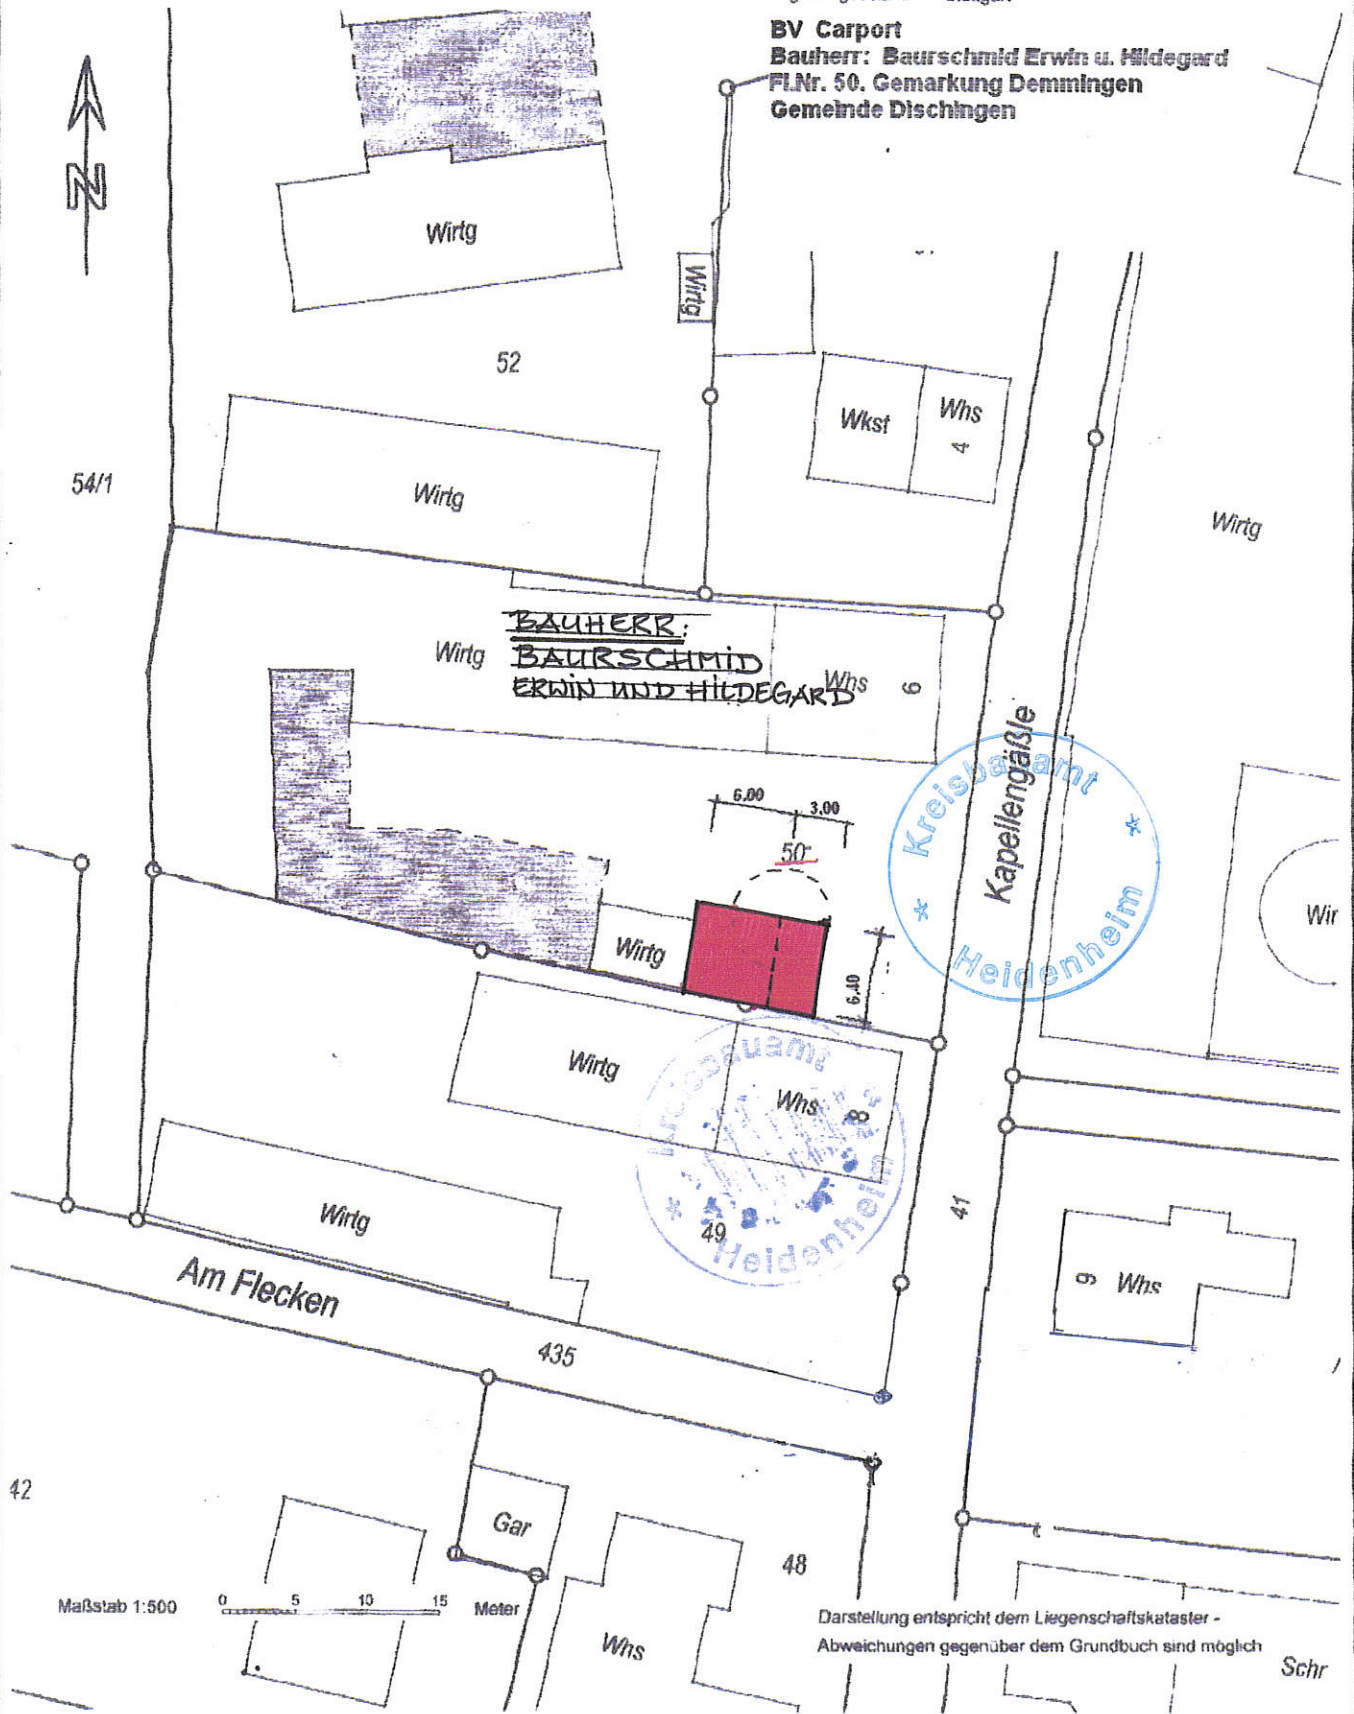 BV Carport
Bauherr: Baurschmid Erwin u. Hildegard
Fl.Nr. 50. Gemarkung Demmingen
Gemeinde Dischingen
N
Wirtg
Wirtg
52
Wkst
Whs
4
54/1
Wirtg
Wirtg
BAUHERR:
BAURSCHMID
ERWIN UND HILDEGARD
Wirtg
Whs
6
Kapellengäßle
Kreisbauamt
Heidenheim
6.00
3.00
50
Wirtg
6.40
Wir
Wirtg
Whs
8
Kreisbauamt
Heidenheim
49
41
Wirtg
Am Flecken
9
Whs
435
42
Gar
48
Maßstab 1:500
0 5 10 15
Meter
Whs
Darstellung entspricht dem Liegenschaftskataster -
Abweichungen gegenüber dem Grundbuch sind möglich
Schr